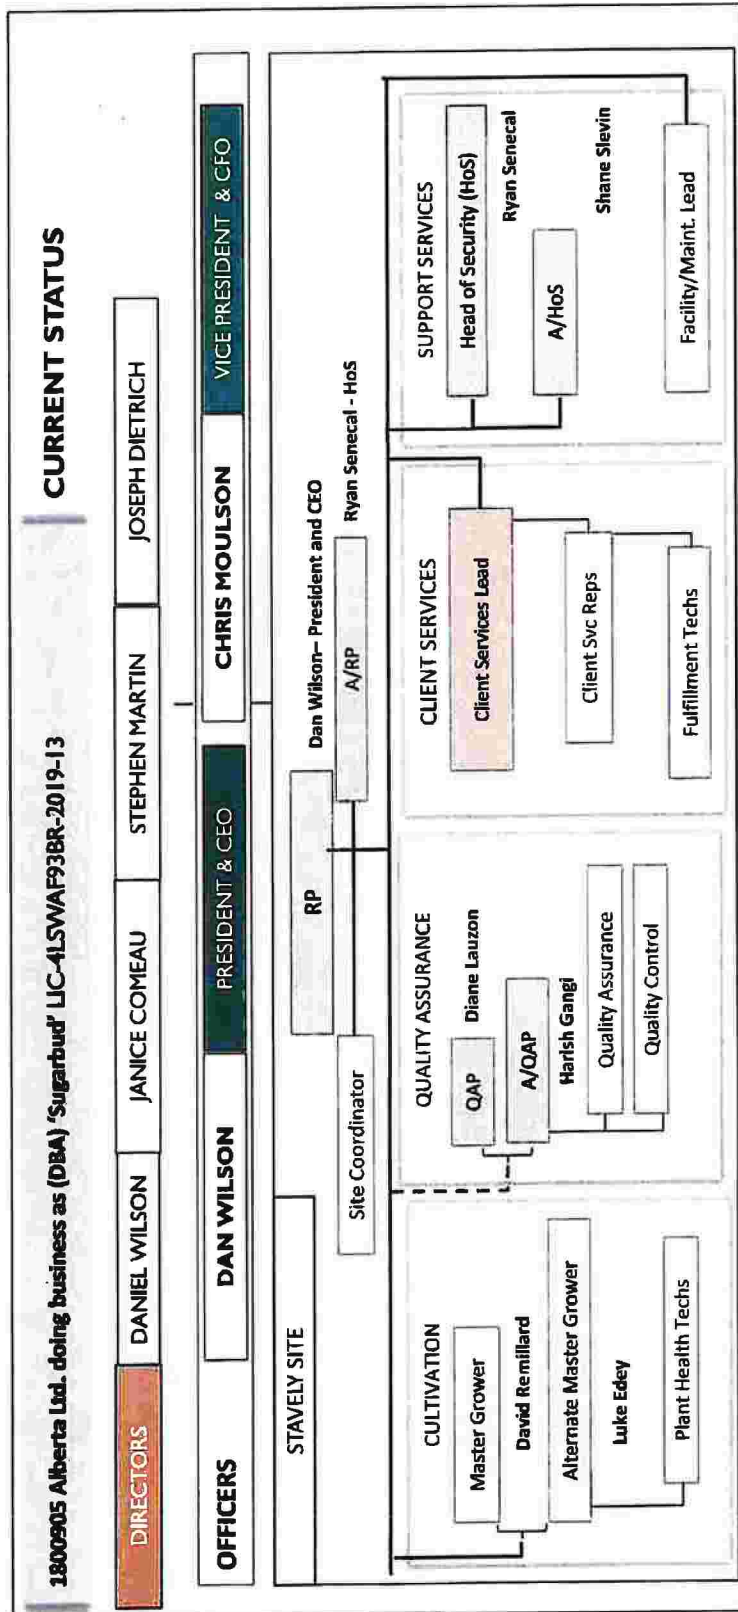 1800905 Alberta Ltd. doing business as (DBA) 'Sugarbud' LIC-4LSWAF93BR-2019-13
CURRENT STATUS
DIRECTORS
DANIEL WILSON
JANICE COMEAU
STEPHEN MARTIN
JOSEPH DIETRICH
OFFICERS
DAN WILSON
PRESIDENT & CEO
CHRIS MOULSON
VICE PRESIDENT & CFO
STAVELY SITE
RP
Dan Wilson– President and CEO
A/RP
Ryan Senecal - HoS
Site Coordinator
CULTIVATION
Master Grower
David Remillard
Alternate Master Grower
Luke Edey
Plant Health Techs
QUALITY ASSURANCE
QAP
Diane Lauzon
A/QAP
Harish Gangi
Quality Assurance
Quality Control
CLIENT SERVICES
Client Services Lead
Client Svc Reps
Fulfillment Techs
SUPPORT SERVICES
Head of Security (HoS)
Ryan Senecal
A/HoS
Shane Slevin
Facility/Maint. Lead